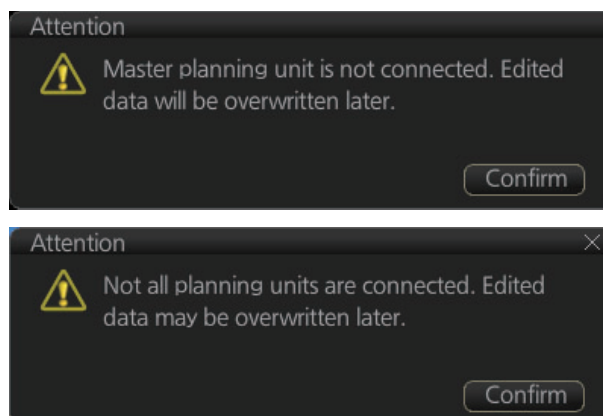 Attention
Master planning unit is not connected. Edited
data will be overwritten later.
Confirm
Attention
Not all planning units are connected. Edited
data may be overwritten later.
Confirm